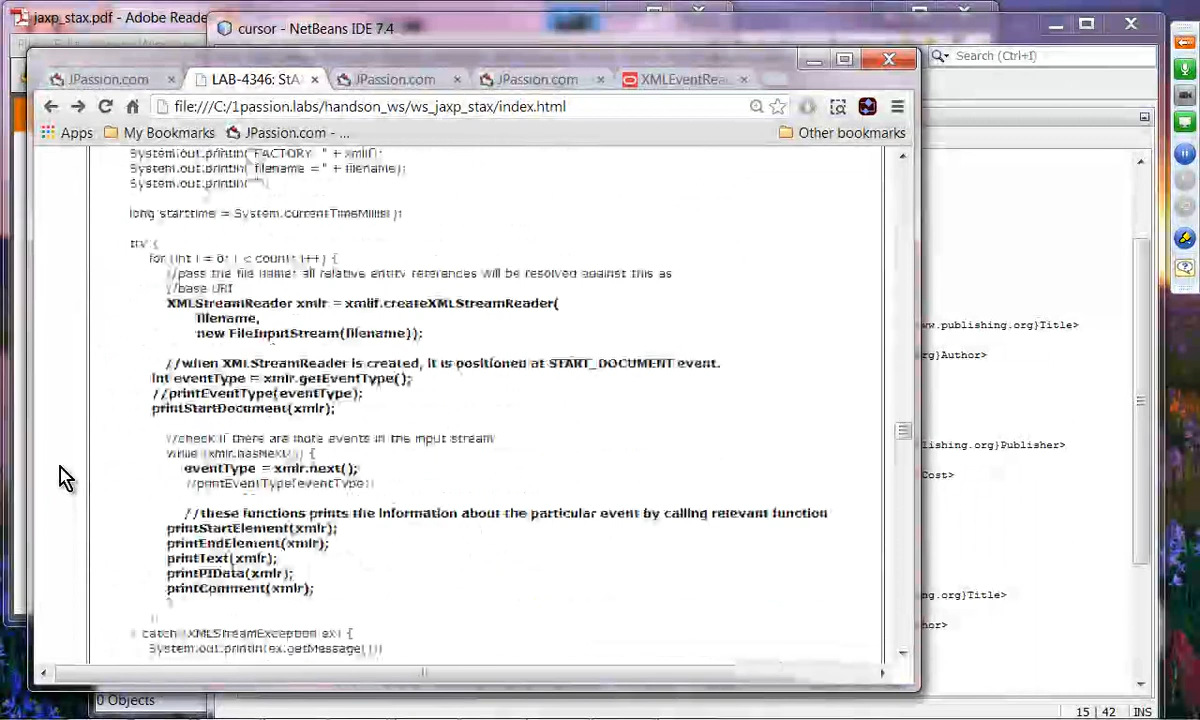 jaxp_stax.pdf - Adobe Reade
cursor - NetBeans IDE 7.4
Search (Ctrl+I)
JPassion.com
LAB-4346: StA
JPassion.com
JPassion.com
XMLEventRea
file:///C:/1passion.labs/handson_ws/ws_jaxp_stax/index.html
Apps
My Bookmarks
JPassion.com - ...
Other bookmarks
System.out.println("FACTORY: " + xmlif);
System.out.println("filename = " + filename);
System.out.println("");
long starttime = System.currentTimeMillis();
try {
for (int i = 0; i < count; i++) {
//pass the file name; all relative entity references will be resolved against this as
//base URI
XMLStreamReader xmlr = xmlif.createXMLStreamReader(
filename,
new FileInputStream(filename));
//when XMLStreamReader is created, it is positioned at START_DOCUMENT event.
int eventType = xmlr.getEventType();
//printEventType(eventType);
printStartDocument(xmlr);
//check if there are more events in the input stream
while (xmlr.hasNext()) {
eventType = xmlr.next();
//printEventType(eventType);
//these functions prints the information about the particular event by calling relevant function
printStartElement(xmlr);
printEndElement(xmlr);
printText(xmlr);
printPIData(xmlr);
printComment(xmlr);
}
}
} catch (XMLStreamException ex) {
System.out.println(ex.getMessage());
ww.publishing.org}Title>
rg}Author>
lishing.org}Publisher>
Cost>
ng.org}Title>
hor>
0 Objects
15 | 42
INS